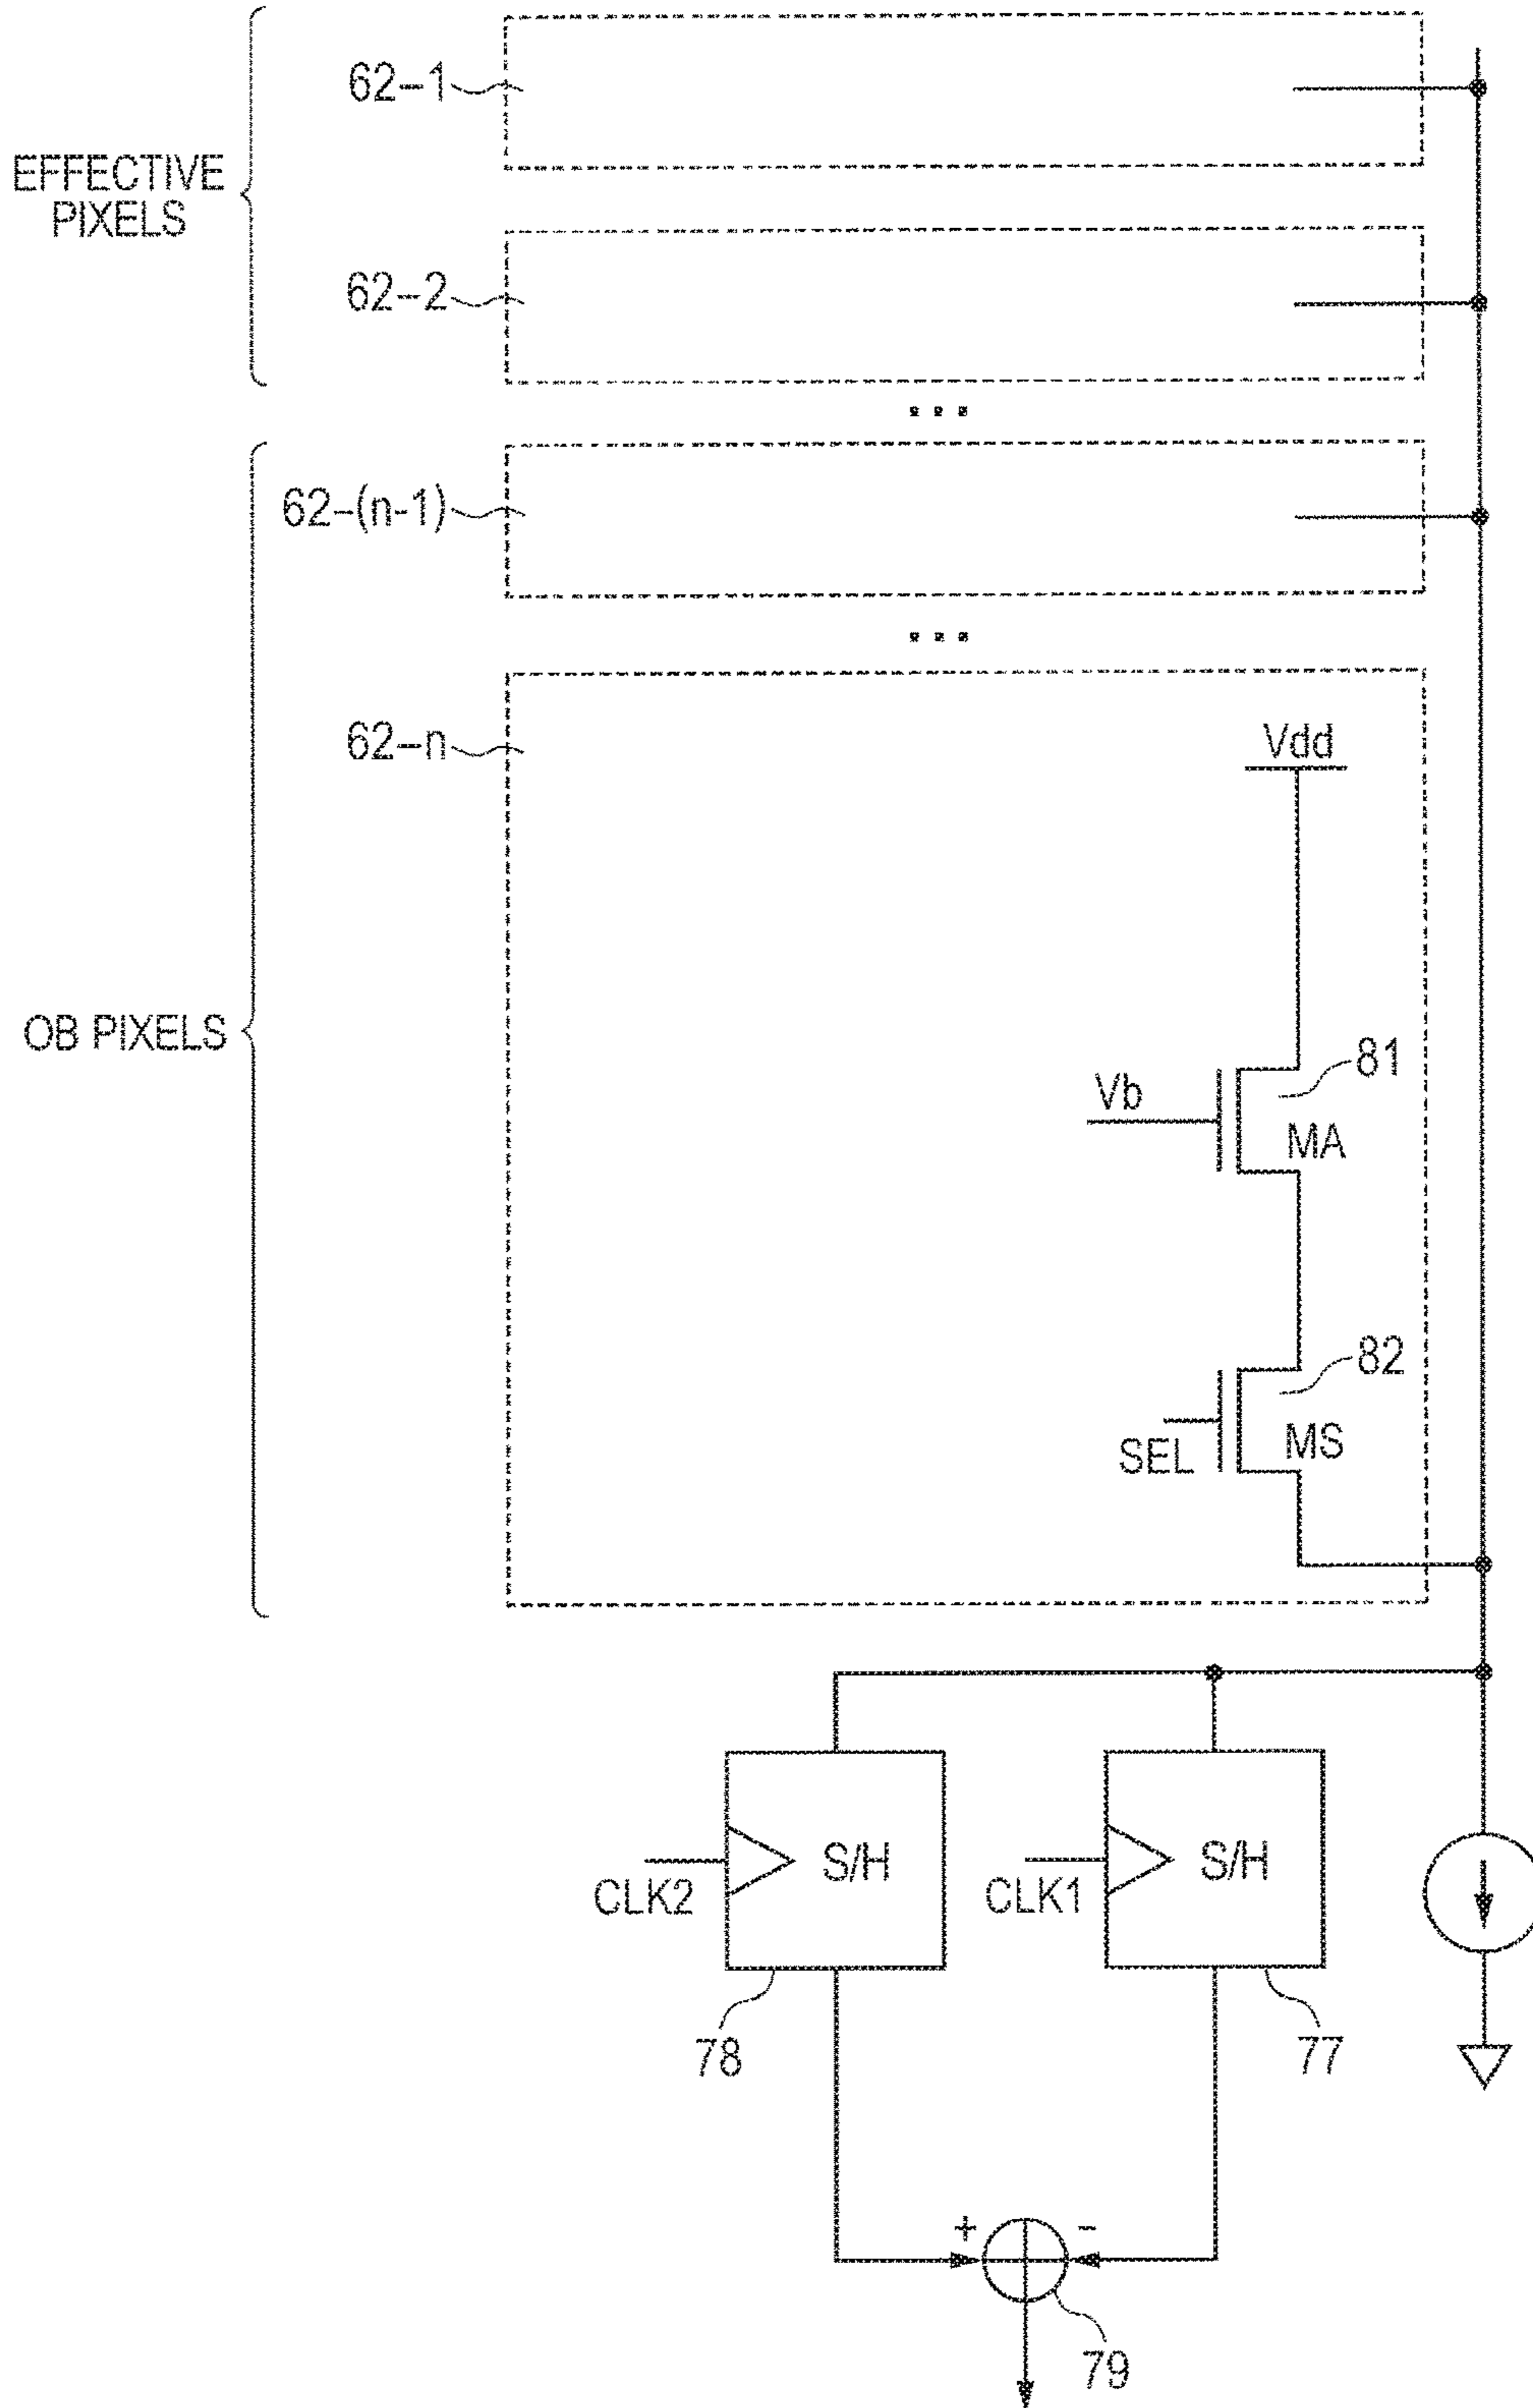 62-1
EFFECTIVE
PIXELS
62-2
...
62-(n-1)
...
62-n
Vdd
OB PIXELS
81
Vb
MA
82
SEL
MS
S/H
S/H
CLK2
CLK1
78
77
+
-
79